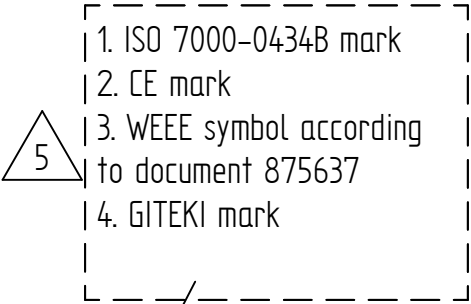 1. ISO 7000-0434B mark
2. CE mark
3. WEEE symbol according
to document 875637
4. GITEKI mark
5